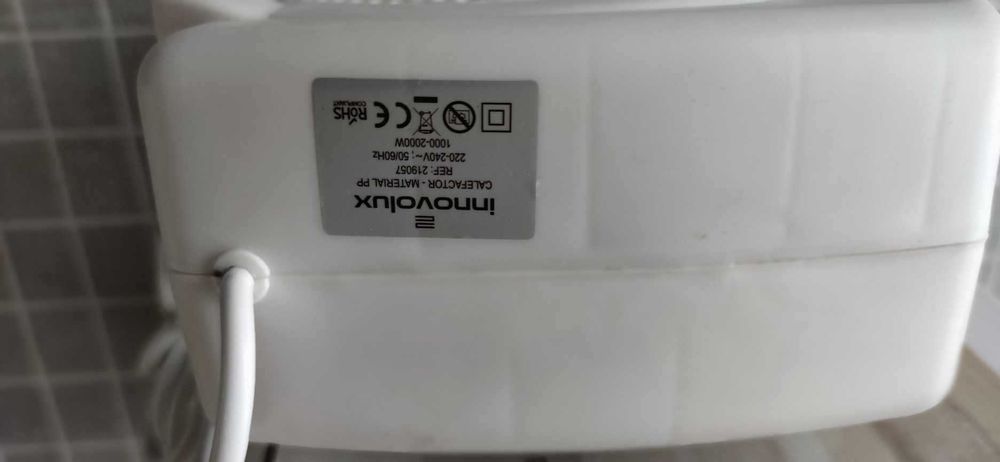 innovolux
CALEFACTOR - MATERIAL PP
REF: 219057
220-240V~; 50/60Hz
1000-2000W
CE RoHS
COMPLIANT